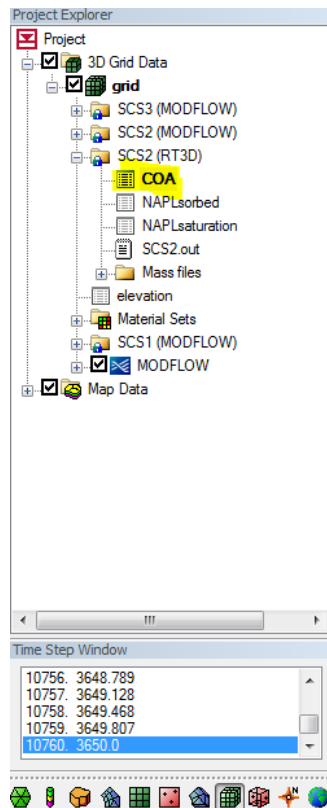 Project Explorer
Project
3D Grid Data
grid
SCS3 (MODFLOW)
SCS2 (MODFLOW)
SCS2 (RT3D)
COA
NAPLsorbed
NAPLsaturation
SCS2.out
Mass files
elevation
Material Sets
SCS1 (MODFLOW)
MODFLOW
Map Data
Time Step Window
10756. 3648.789
10757. 3649.128
10758. 3649.468
10759. 3649.807
10760. 3650.0